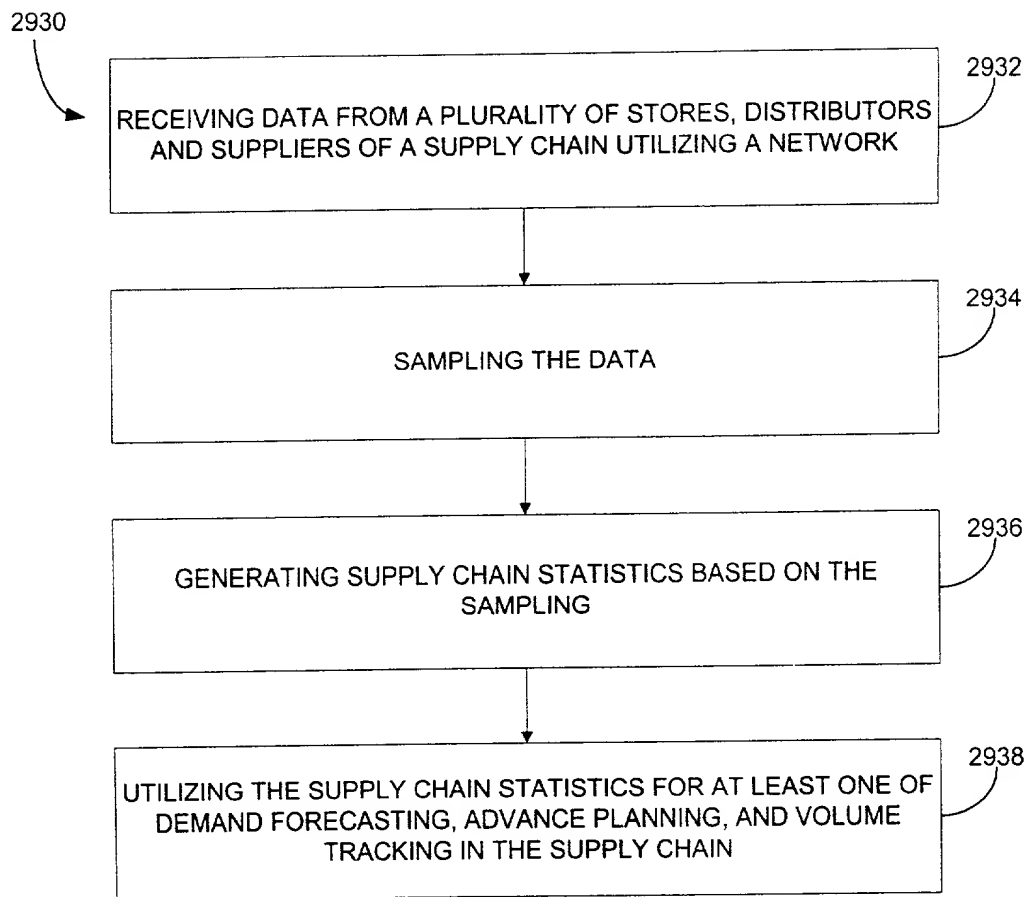 2930
2932
RECEIVING DATA FROM A PLURALITY OF STORES, DISTRIBUTORS
AND SUPPLIERS OF A SUPPLY CHAIN UTILIZING A NETWORK
2934
SAMPLING THE DATA
2936
GENERATING SUPPLY CHAIN STATISTICS BASED ON THE
SAMPLING
2938
UTILIZING THE SUPPLY CHAIN STATISTICS FOR AT LEAST ONE OF
DEMAND FORECASTING, ADVANCE PLANNING, AND VOLUME
TRACKING IN THE SUPPLY CHAIN